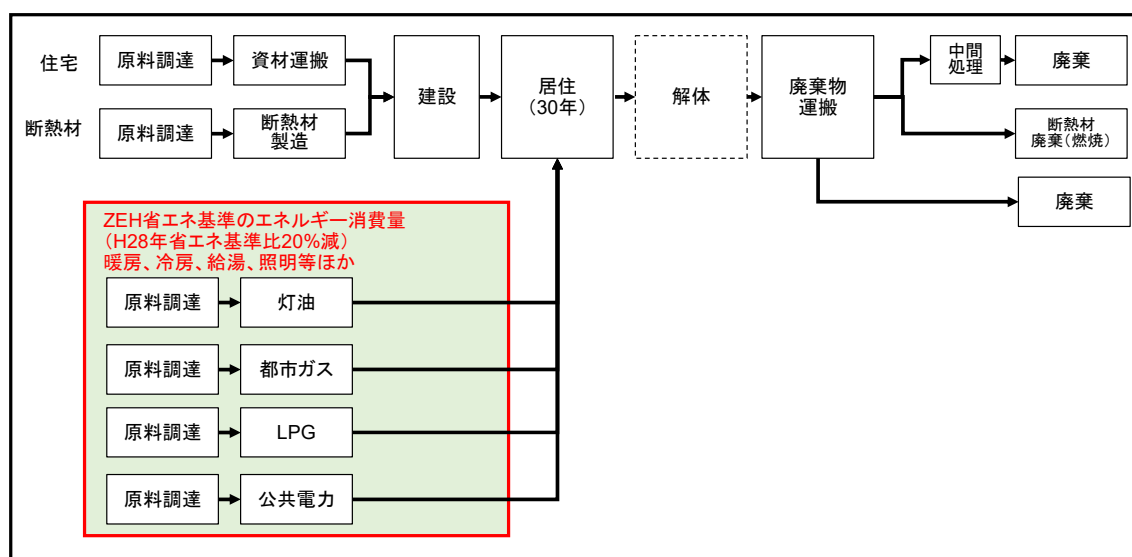 住宅
原料調達
資材運搬
断熱材
原料調達
断熱材
製造
建設
居住
(30年)
解体
廃棄物
運搬
中間
処理
廃棄
断熱材
廃棄(燃焼)
廃棄
ZEH省エネ基準のエネルギー消費量
(H28年省エネ基準比20%減)
暖房、冷房、給湯、照明等ほか
原料調達
灯油
原料調達
都市ガス
原料調達
LPG
原料調達
公共電力